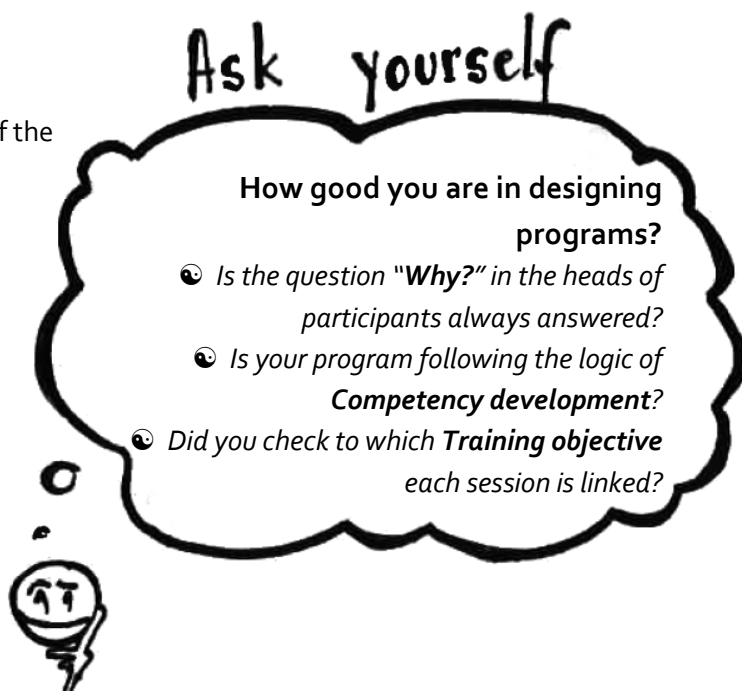 Ask yourself
f the
How good you are in designing
programs?
☯ Is the question “Why?” in the heads of
participants always answered?
☯ Is your program following the logic of
Competency development?
☯ Did you check to which Training objective
each session is linked?